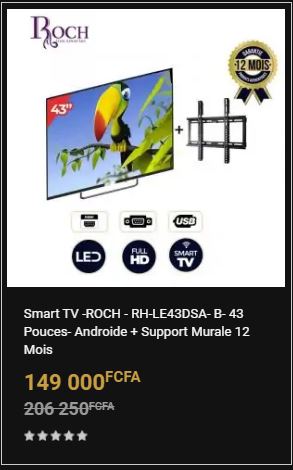 ROCH
GARANTIE
12 MOIS
43"
+
HDMI
USB
LED
FULL
HD
SMART
TV
Smart TV -ROCH - RH-LE43DSA- B- 43
Pouces- Androide + Support Murale 12
Mois
149 000FCFA
206 250FCFA